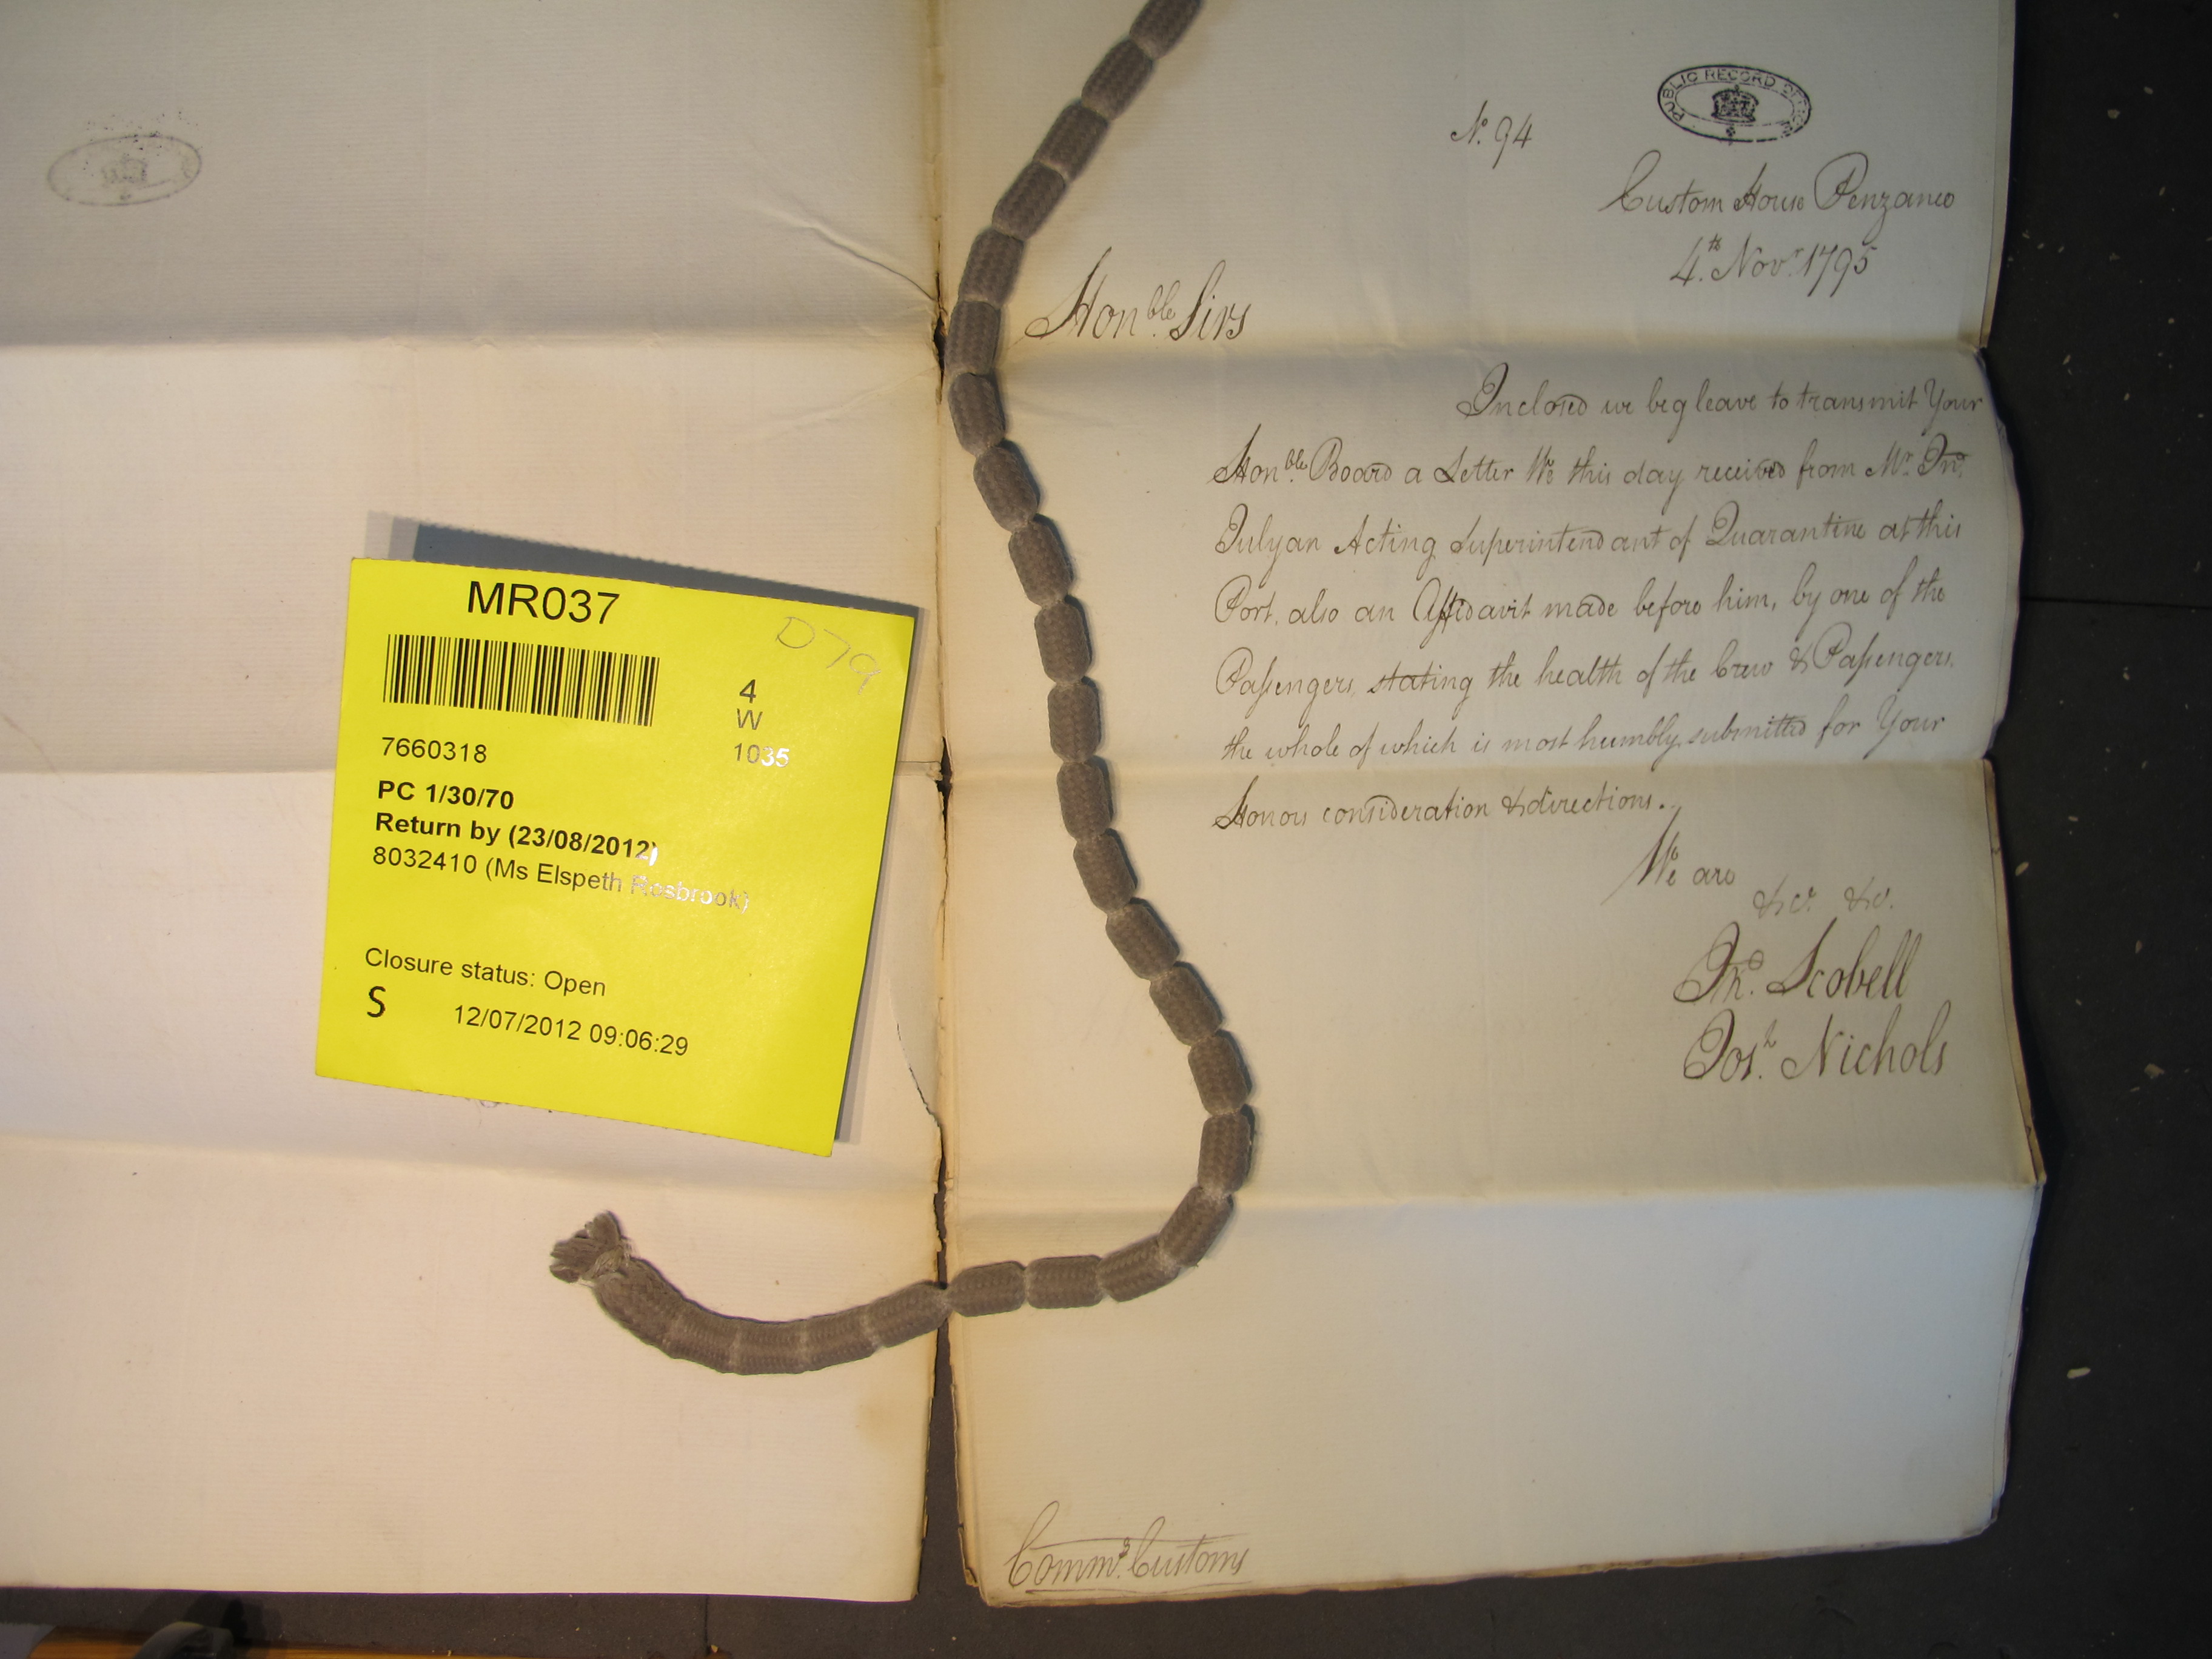 MR037
D79
4
W
1035
7660318
PC 1/30/70
Return by (23/08/2012)
8032410 (Ms Elspeth Rosbrook)
Closure status: Open
S 12/07/2012 09:06:29
PUBLIC RECORD OFFICE
No. 94
Custom House Penzance
4th. Novr. 1795
Honble. Sirs
Inclosed we beg leave to transmit Your
Honble. Board a Letter We this day received from Mr. Jno.
Julyan Acting Superintendant of Quarantine at this
Port, also an Affidavit made before him, by one of the
Passengers, stating the health of the Crew & Passengers.
the whole of which is most humbly submitted for Your
Honors consideration & directions.
We are
&c. &c.
Jno. Scobell
Josh. Nichols
Commrs. Customs